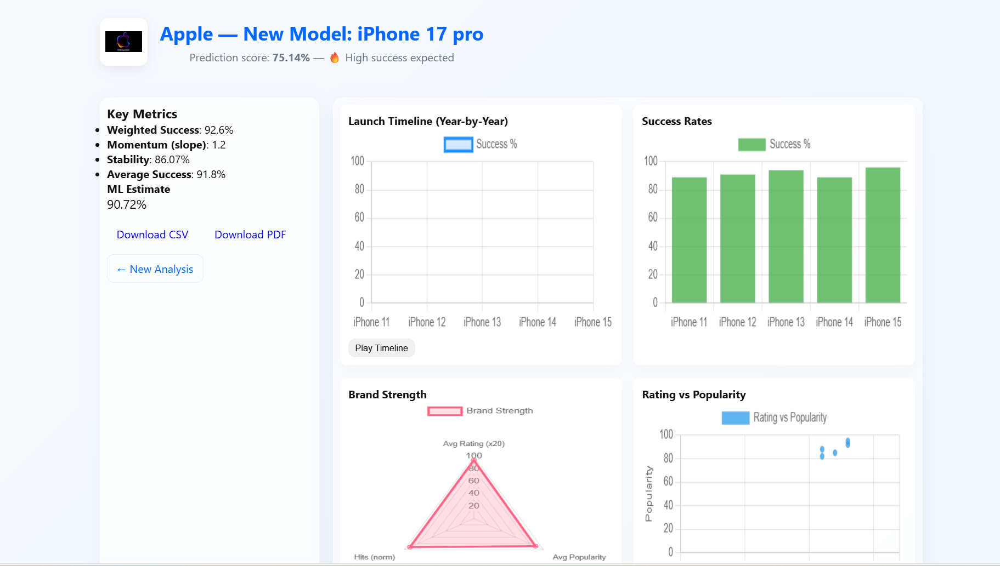 Apple — New Model: iPhone 17 pro
Prediction score: 75.14% — 🔥 High success expected
Key Metrics
• Weighted Success: 92.6%
• Momentum (slope): 1.2
• Stability: 86.07%
• Average Success: 91.8%
ML Estimate
90.72%
Download CSV Download PDF
← New Analysis
Launch Timeline (Year-by-Year)
Success %
100
80
60
40
20
0
iPhone 11 iPhone 12 iPhone 13 iPhone 14 iPhone 15
Play Timeline
Success Rates
Success %
100
80
60
40
20
0
iPhone 11 iPhone 12 iPhone 13 iPhone 14 iPhone 15
Brand Strength
Brand Strength
Avg Rating (x20)
100
80
60
40
20
Hits (norm) Avg Popularity
Rating vs Popularity
Rating vs Popularity
Popularity
100
80
60
40
20
0